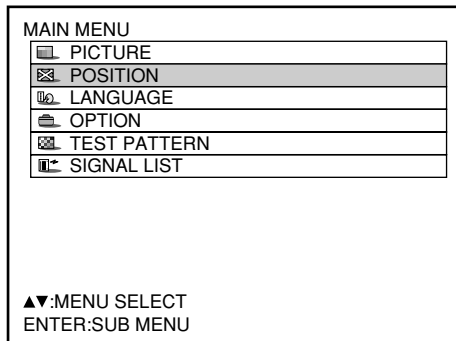 MAIN MENU
PICTURE
POSITION
LANGUAGE
OPTION
TEST PATTERN
SIGNAL LIST
▲▼:MENU SELECT
ENTER:SUB MENU